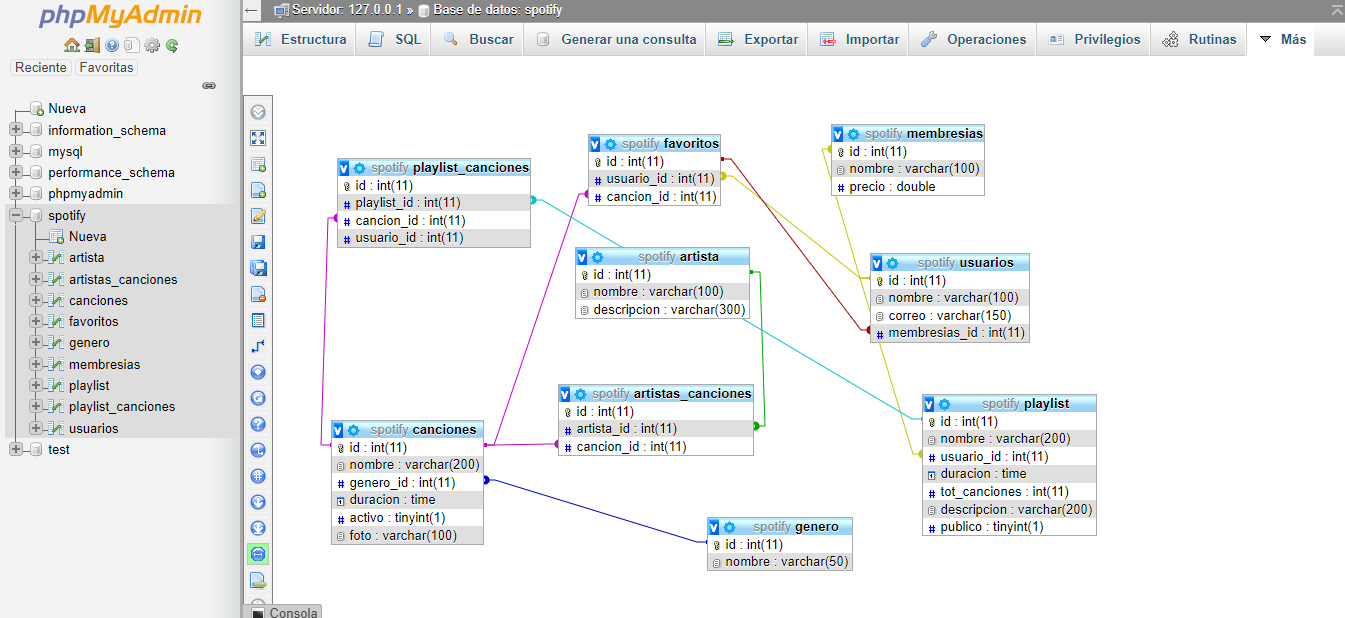 phpMyAdmin
Reciente Favoritas
Nueva
information_schema
mysql
performance_schema
phpmyadmin
spotify
Nueva
artista
artistas_canciones
canciones
favoritos
genero
membresias
playlist
playlist_canciones
usuarios
test
Servidor: 127.0.0.1 » Base de datos: spotify
Estructura SQL Buscar Generar una consulta Exportar Importar Operaciones Privilegios Rutinas Más
spotify playlist_canciones
id : int(11)
playlist_id : int(11)
cancion_id : int(11)
usuario_id : int(11)
spotify favoritos
id : int(11)
usuario_id : int(11)
cancion_id : int(11)
spotify membresias
id : int(11)
nombre : varchar(100)
precio : double
spotify artista
id : int(11)
nombre : varchar(100)
descripcion : varchar(300)
spotify usuarios
id : int(11)
nombre : varchar(100)
correo : varchar(150)
membresias_id : int(11)
spotify canciones
id : int(11)
nombre : varchar(200)
genero_id : int(11)
duracion : time
activo : tinyint(1)
foto : varchar(100)
spotify artistas_canciones
id : int(11)
artista_id : int(11)
cancion_id : int(11)
spotify playlist
id : int(11)
nombre : varchar(200)
usuario_id : int(11)
duracion : time
tot_canciones : int(11)
descripcion : varchar(200)
publico : tinyint(1)
spotify genero
id : int(11)
nombre : varchar(50)
Consola